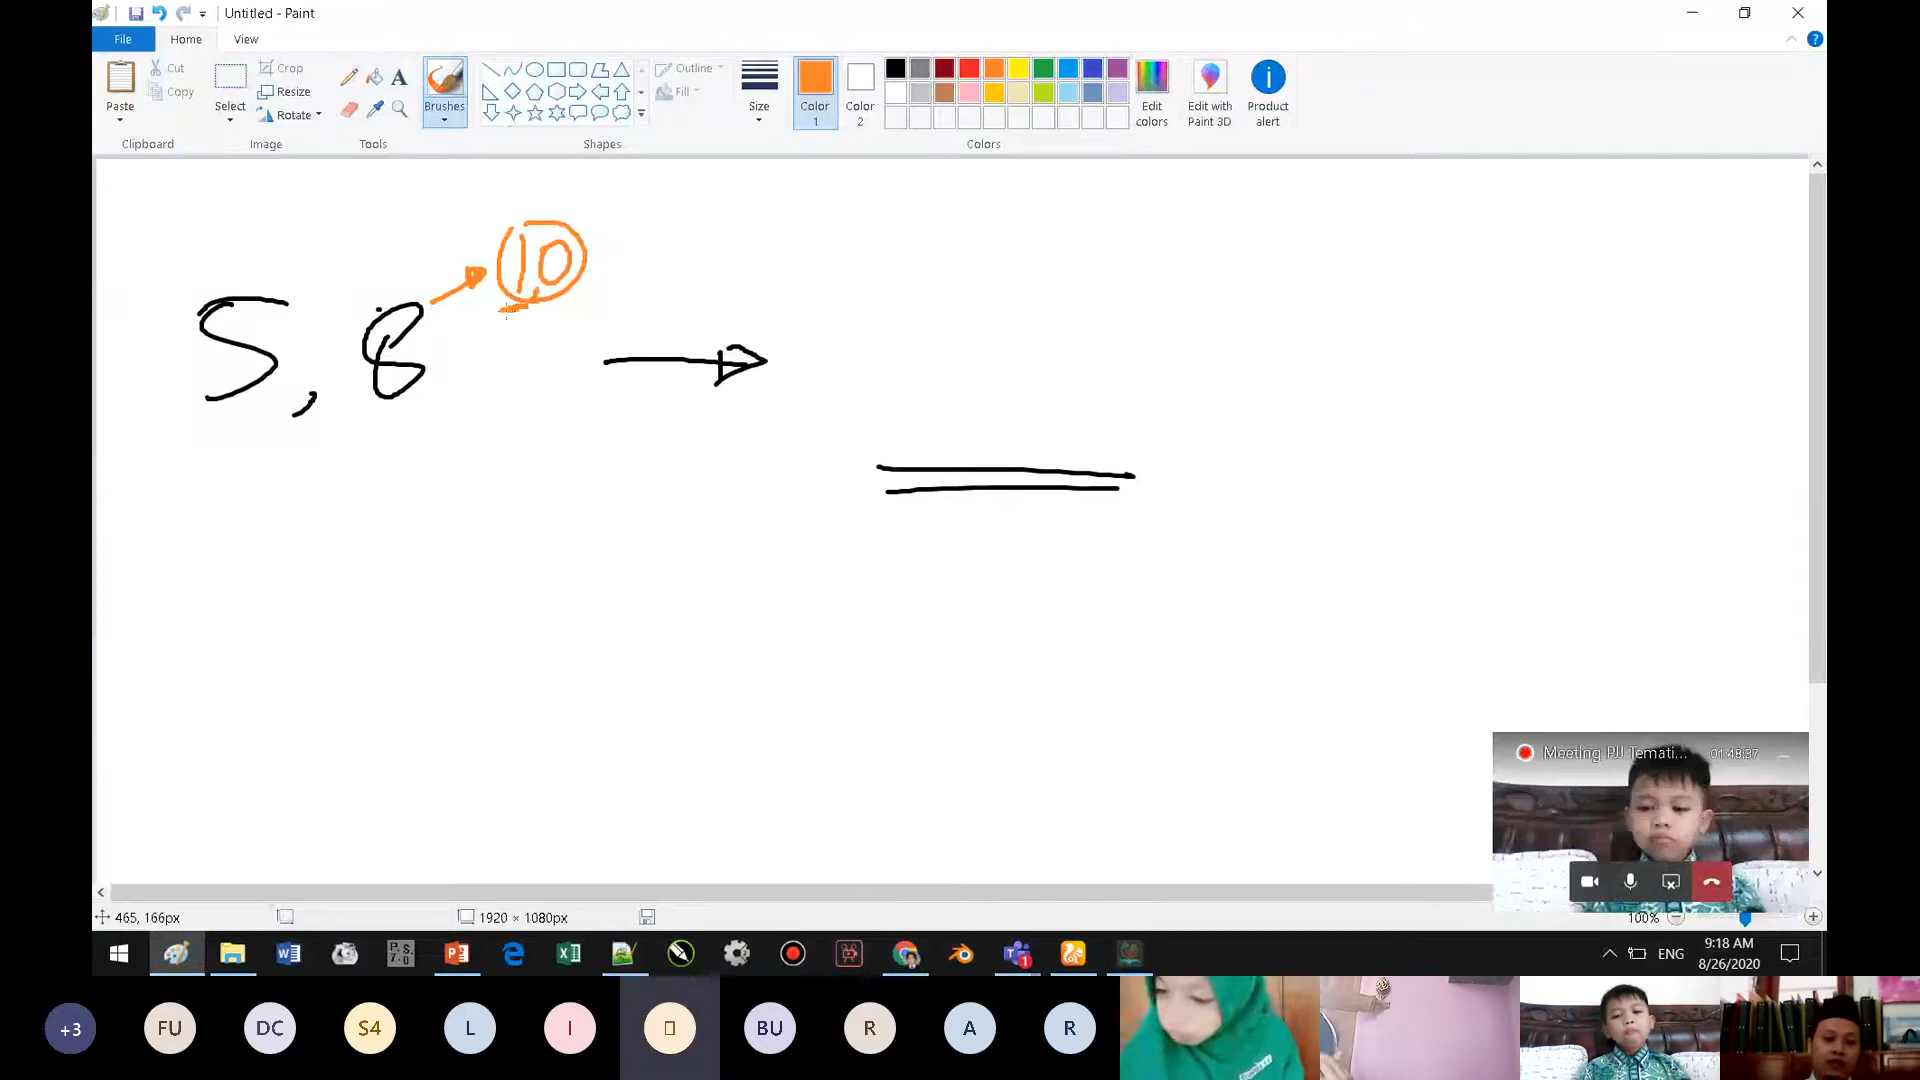 Untitled - Paint
File Home View
Paste
Cut
Copy
Clipboard
Select
Crop
Resize
Rotate
Image
A
Tools
Brushes
Outline
Fill
Shapes
Size
Color 1
Color 2
Edit colors
Colors
Edit with Paint 3D
Product alert
10
5,8
Meeting PJJ Temati... 01:48:37
465, 166px
1920 × 1080px
100%
ENG
9:18 AM
8/26/2020
+3 FU DC S4 L I BU R A R